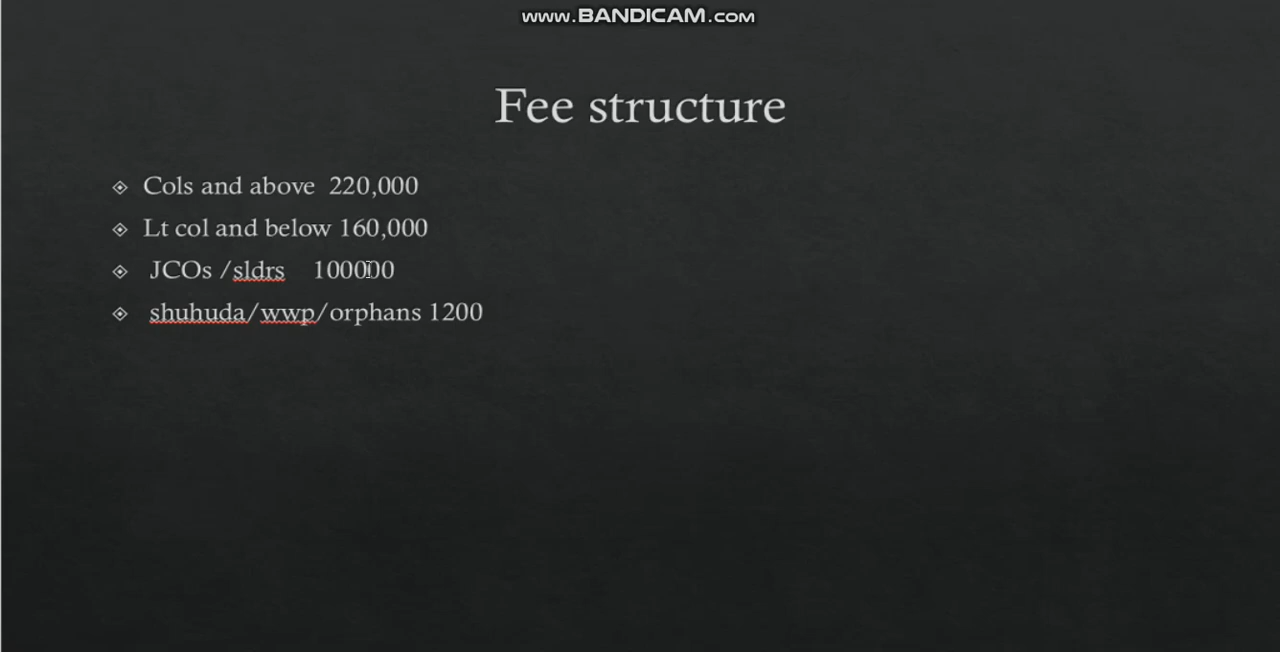 www.BANDICAM.com
Fee structure
Cols and above 220,000
Lt col and below 160,000
JCOs /sldrs 100000
shuhuda/wwp/orphans 1200